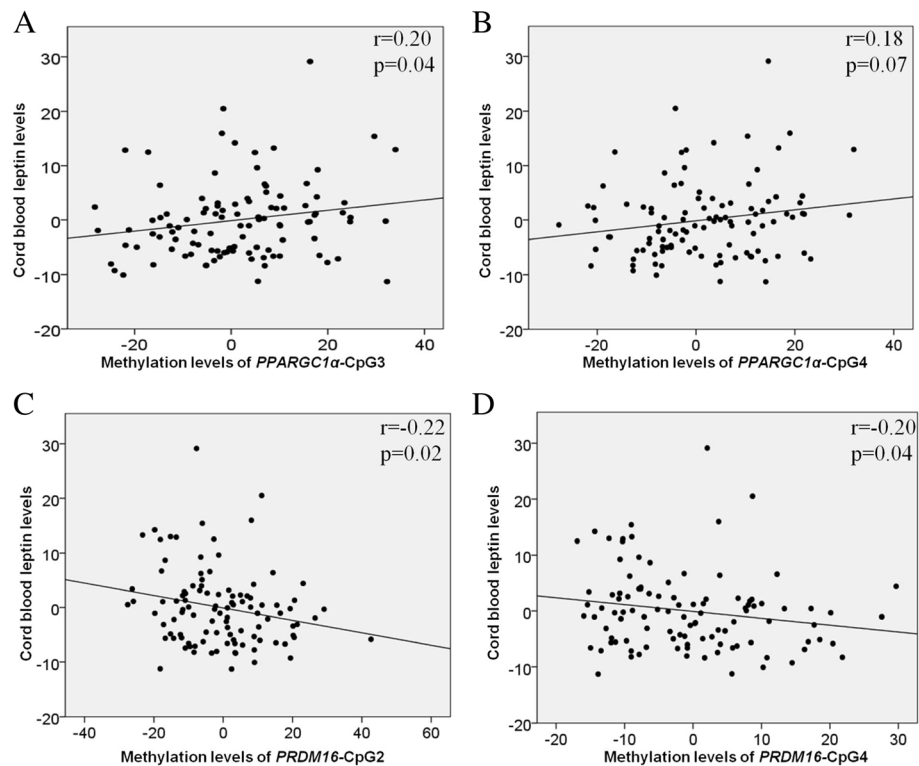 A
r=0.20
p=0.04
30
20
10
0
-10
-20
Cord blood leptin levels
-20 0 20 40
Methylation levels of PPARGC1α-CpG3
B
r=0.18
p=0.07
30
20
10
0
-10
-20
Cord blood leptin levels
-20 0 20 40
Methylation levels of PPARGC1α-CpG4
C
r=-0.22
p=0.02
30
20
10
0
-10
-20
Cord blood leptin levels
-40 -20 0 20 40 60
Methylation levels of PRDM16-CpG2
D
r=-0.20
p=0.04
30
20
10
0
-10
-20
Cord blood leptin levels
-20 -10 0 10 20 30
Methylation levels of PRDM16-CpG4